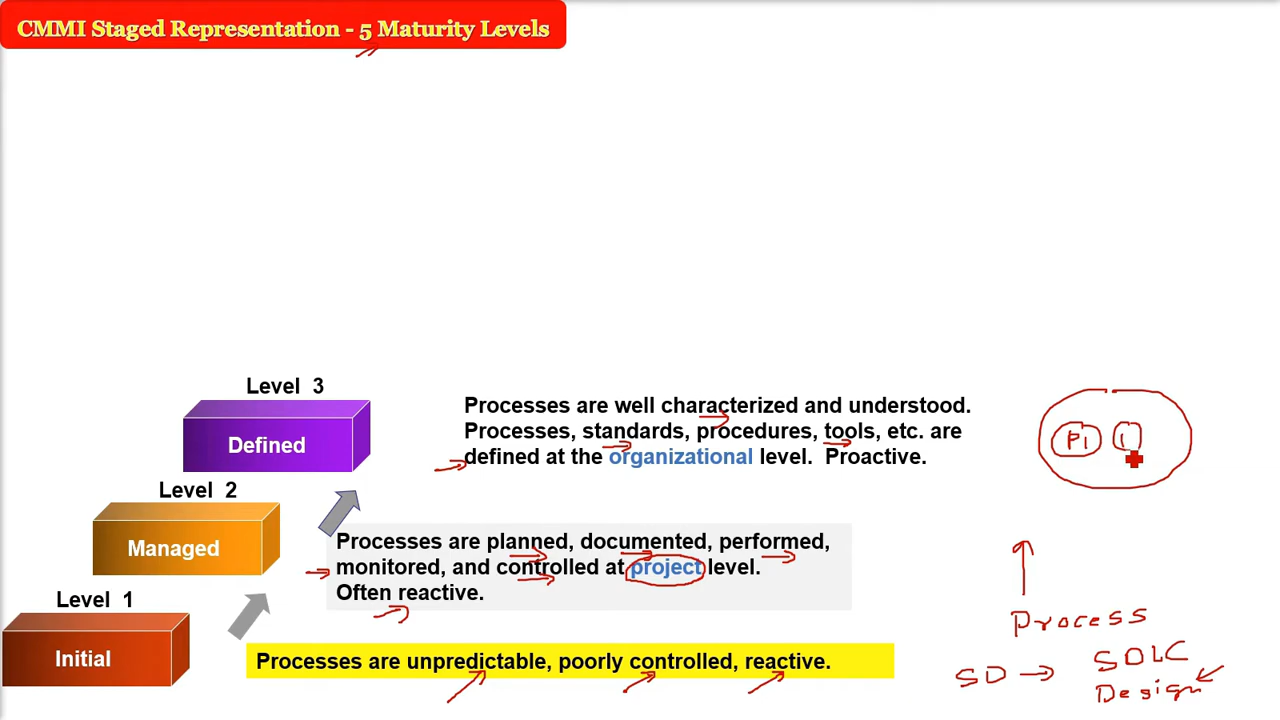 CMMI Staged Representation - 5 Maturity Levels
Level 3
Defined
Processes are well characterized and understood.
Processes, standards, procedures, tools, etc. are
defined at the organizational level. Proactive.
P1
Level 2
Managed
Processes are planned, documented, performed,
monitored, and controlled at project level.
Often reactive.
Level 1
Initial
Processes are unpredictable, poorly controlled, reactive.
Process
SD → SDLC
Design